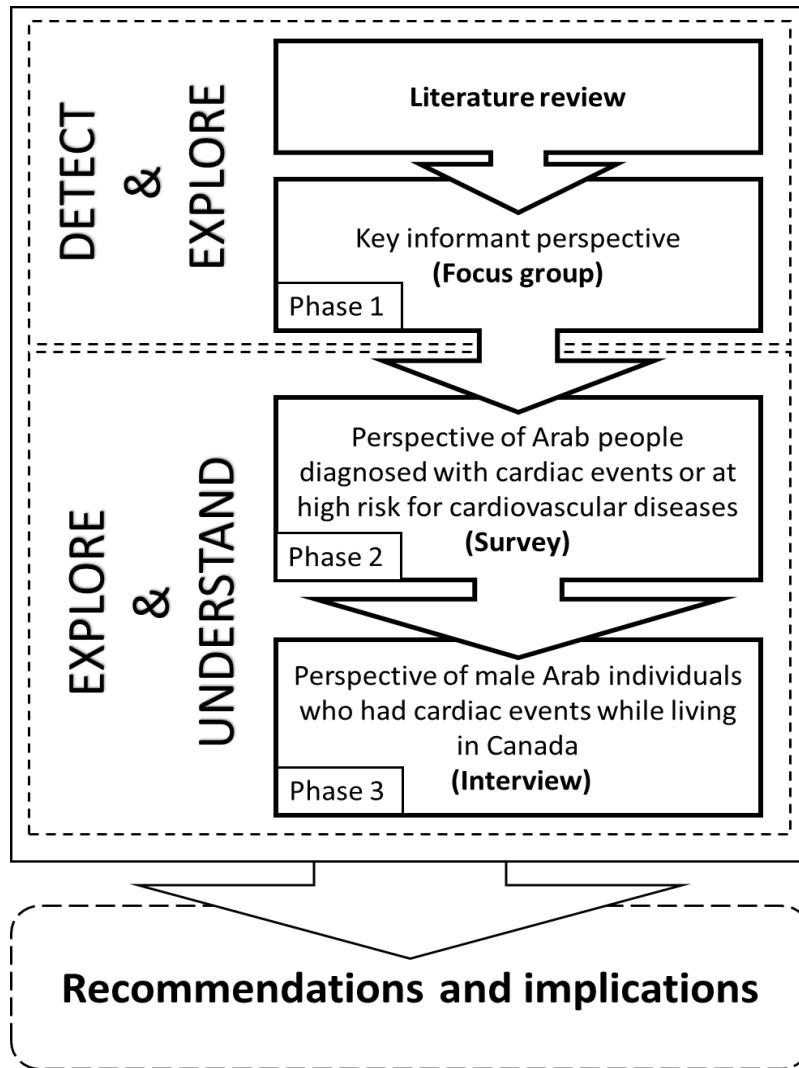 DETECT
&
EXPLORE
Literature review
Key informant perspective
(Focus group)
Phase 1
EXPLORE
&
UNDERSTAND
Perspective of Arab people
diagnosed with cardiac events or at
high risk for cardiovascular diseases
(Survey)
Phase 2
Perspective of male Arab individuals
who had cardiac events while living
in Canada
(Interview)
Phase 3
Recommendations and implications